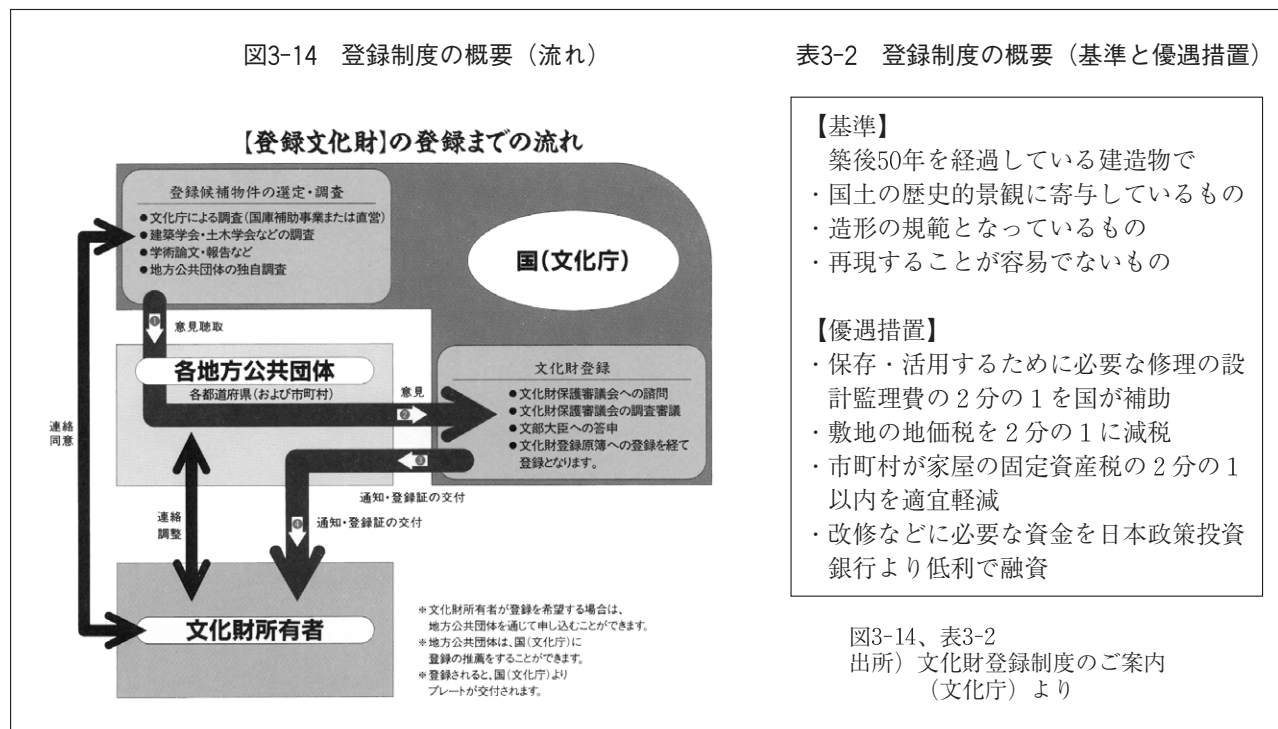 図3-14 登録制度の概要（流れ）
【登録文化財】の登録までの流れ
登録候補物件の選定・調査
●文化庁による調査（国庫補助事業または直営）
●建築学会・土木学会などの調査
●学術論文・報告など
●地方公共団体の独自調査
国（文化庁）
❶
意見聴取
各地方公共団体
各都道府県（および市町村）
意見
❷
文化財登録
●文化財保護審議会への諮問
●文化財保護審議会の調査審議
●文部大臣への答申
●文化財登録原簿への登録を経て
登録となります。
❸
通知・登録証の交付
❹
通知・登録証の交付
連絡
同意
連絡
調整
文化財所有者
※文化財所有者が登録を希望する場合は、
地方公共団体を通じて申し込むことができます。
※地方公共団体は、国（文化庁）に
登録の推薦をすることができます。
※登録されると、国（文化庁）より
プレートが交付されます。
表3-2 登録制度の概要（基準と優遇措置）
【基準】
築後50年を経過している建造物で
・国土の歴史的景観に寄与しているもの
・造形の規範となっているもの
・再現することが容易でないもの
【優遇措置】
・保存・活用するために必要な修理の設
計監理費の２分の１を国が補助
・敷地の地価税を２分の１に減税
・市町村が家屋の固定資産税の２分の１
以内を適宜軽減
・改修などに必要な資金を日本政策投資
銀行より低利で融資
図3-14、表3-2
出所）文化財登録制度のご案内
（文化庁）より